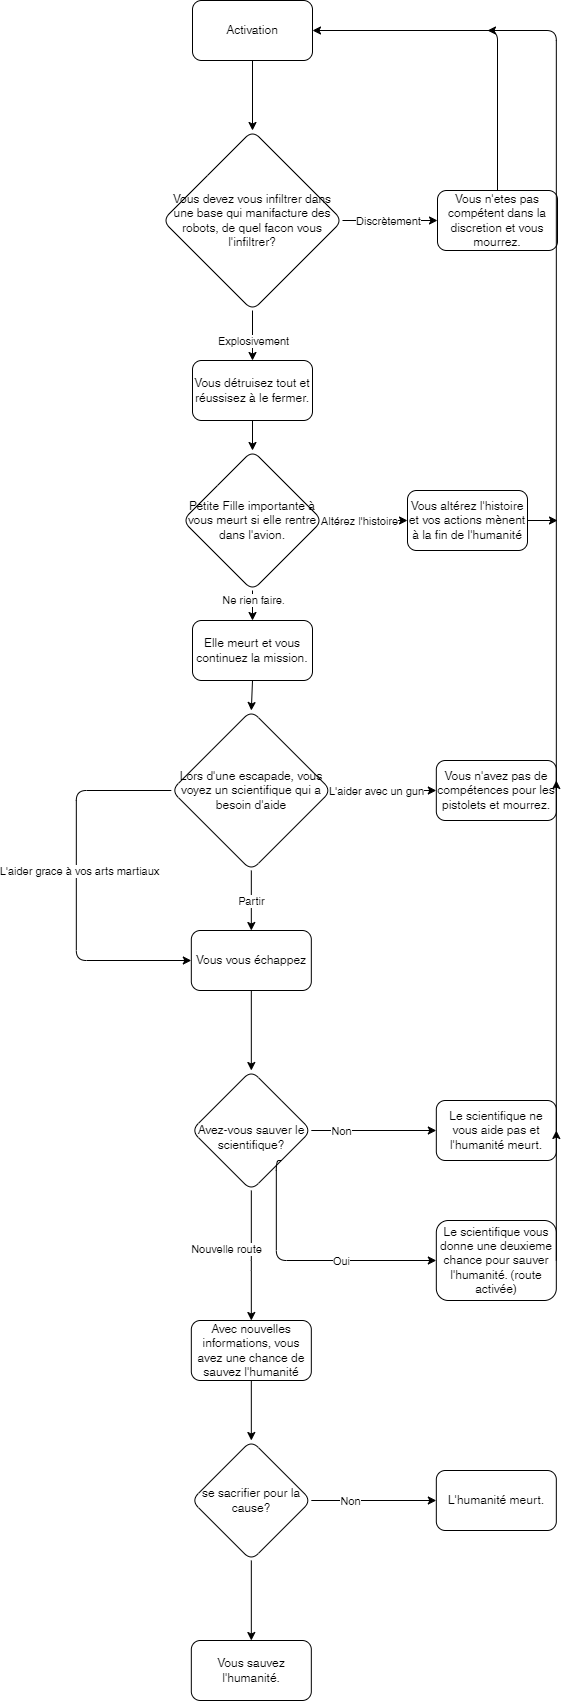 Activation
Vous devez vous infiltrer dans
une base qui manifacture des
robots, de quel facon vous
l'infiltrer?
Discrètement
Vous n'etes pas
compétent dans la
discretion et vous
mourrez.
Explosivement
Vous détruisez tout et
réussisez à le fermer.
Petite Fille importante à
vous meurt si elle rentre
dans l'avion.
Altérez l'histoire
Vous altérez l'histoire
et vos actions mènent
à la fin de l'humanité
Ne rien faire.
Elle meurt et vous
continuez la mission.
Lors d'une escapade, vous
voyez un scientifique qui a
besoin d'aide
L'aider avec un gun
Vous n'avez pas de
compétences pour les
pistolets et mourrez.
L'aider grace à vos arts martiaux
Partir
Vous vous échappez
Avez-vous sauver le
scientifique?
Non
Le scientifique ne
vous aide pas et
l'humanité meurt.
Nouvelle route
Oui
Le scientifique vous
donne une deuxieme
chance pour sauver
l'humanité. (route
activée)
Avec nouvelles
informations, vous
avez une chance de
sauvez l'humanité
se sacrifier pour la
cause?
Non
L'humanité meurt.
Vous sauvez
l'humanité.